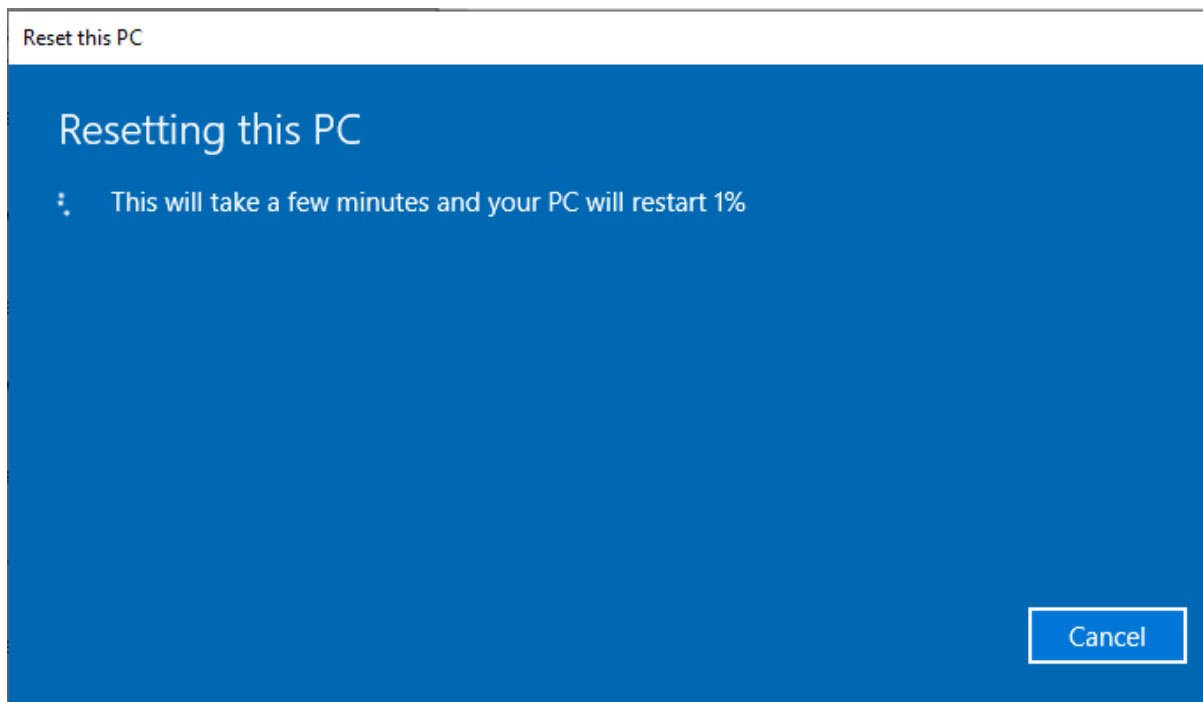 Reset this PC
Resetting this PC
This will take a few minutes and your PC will restart 1%
Cancel